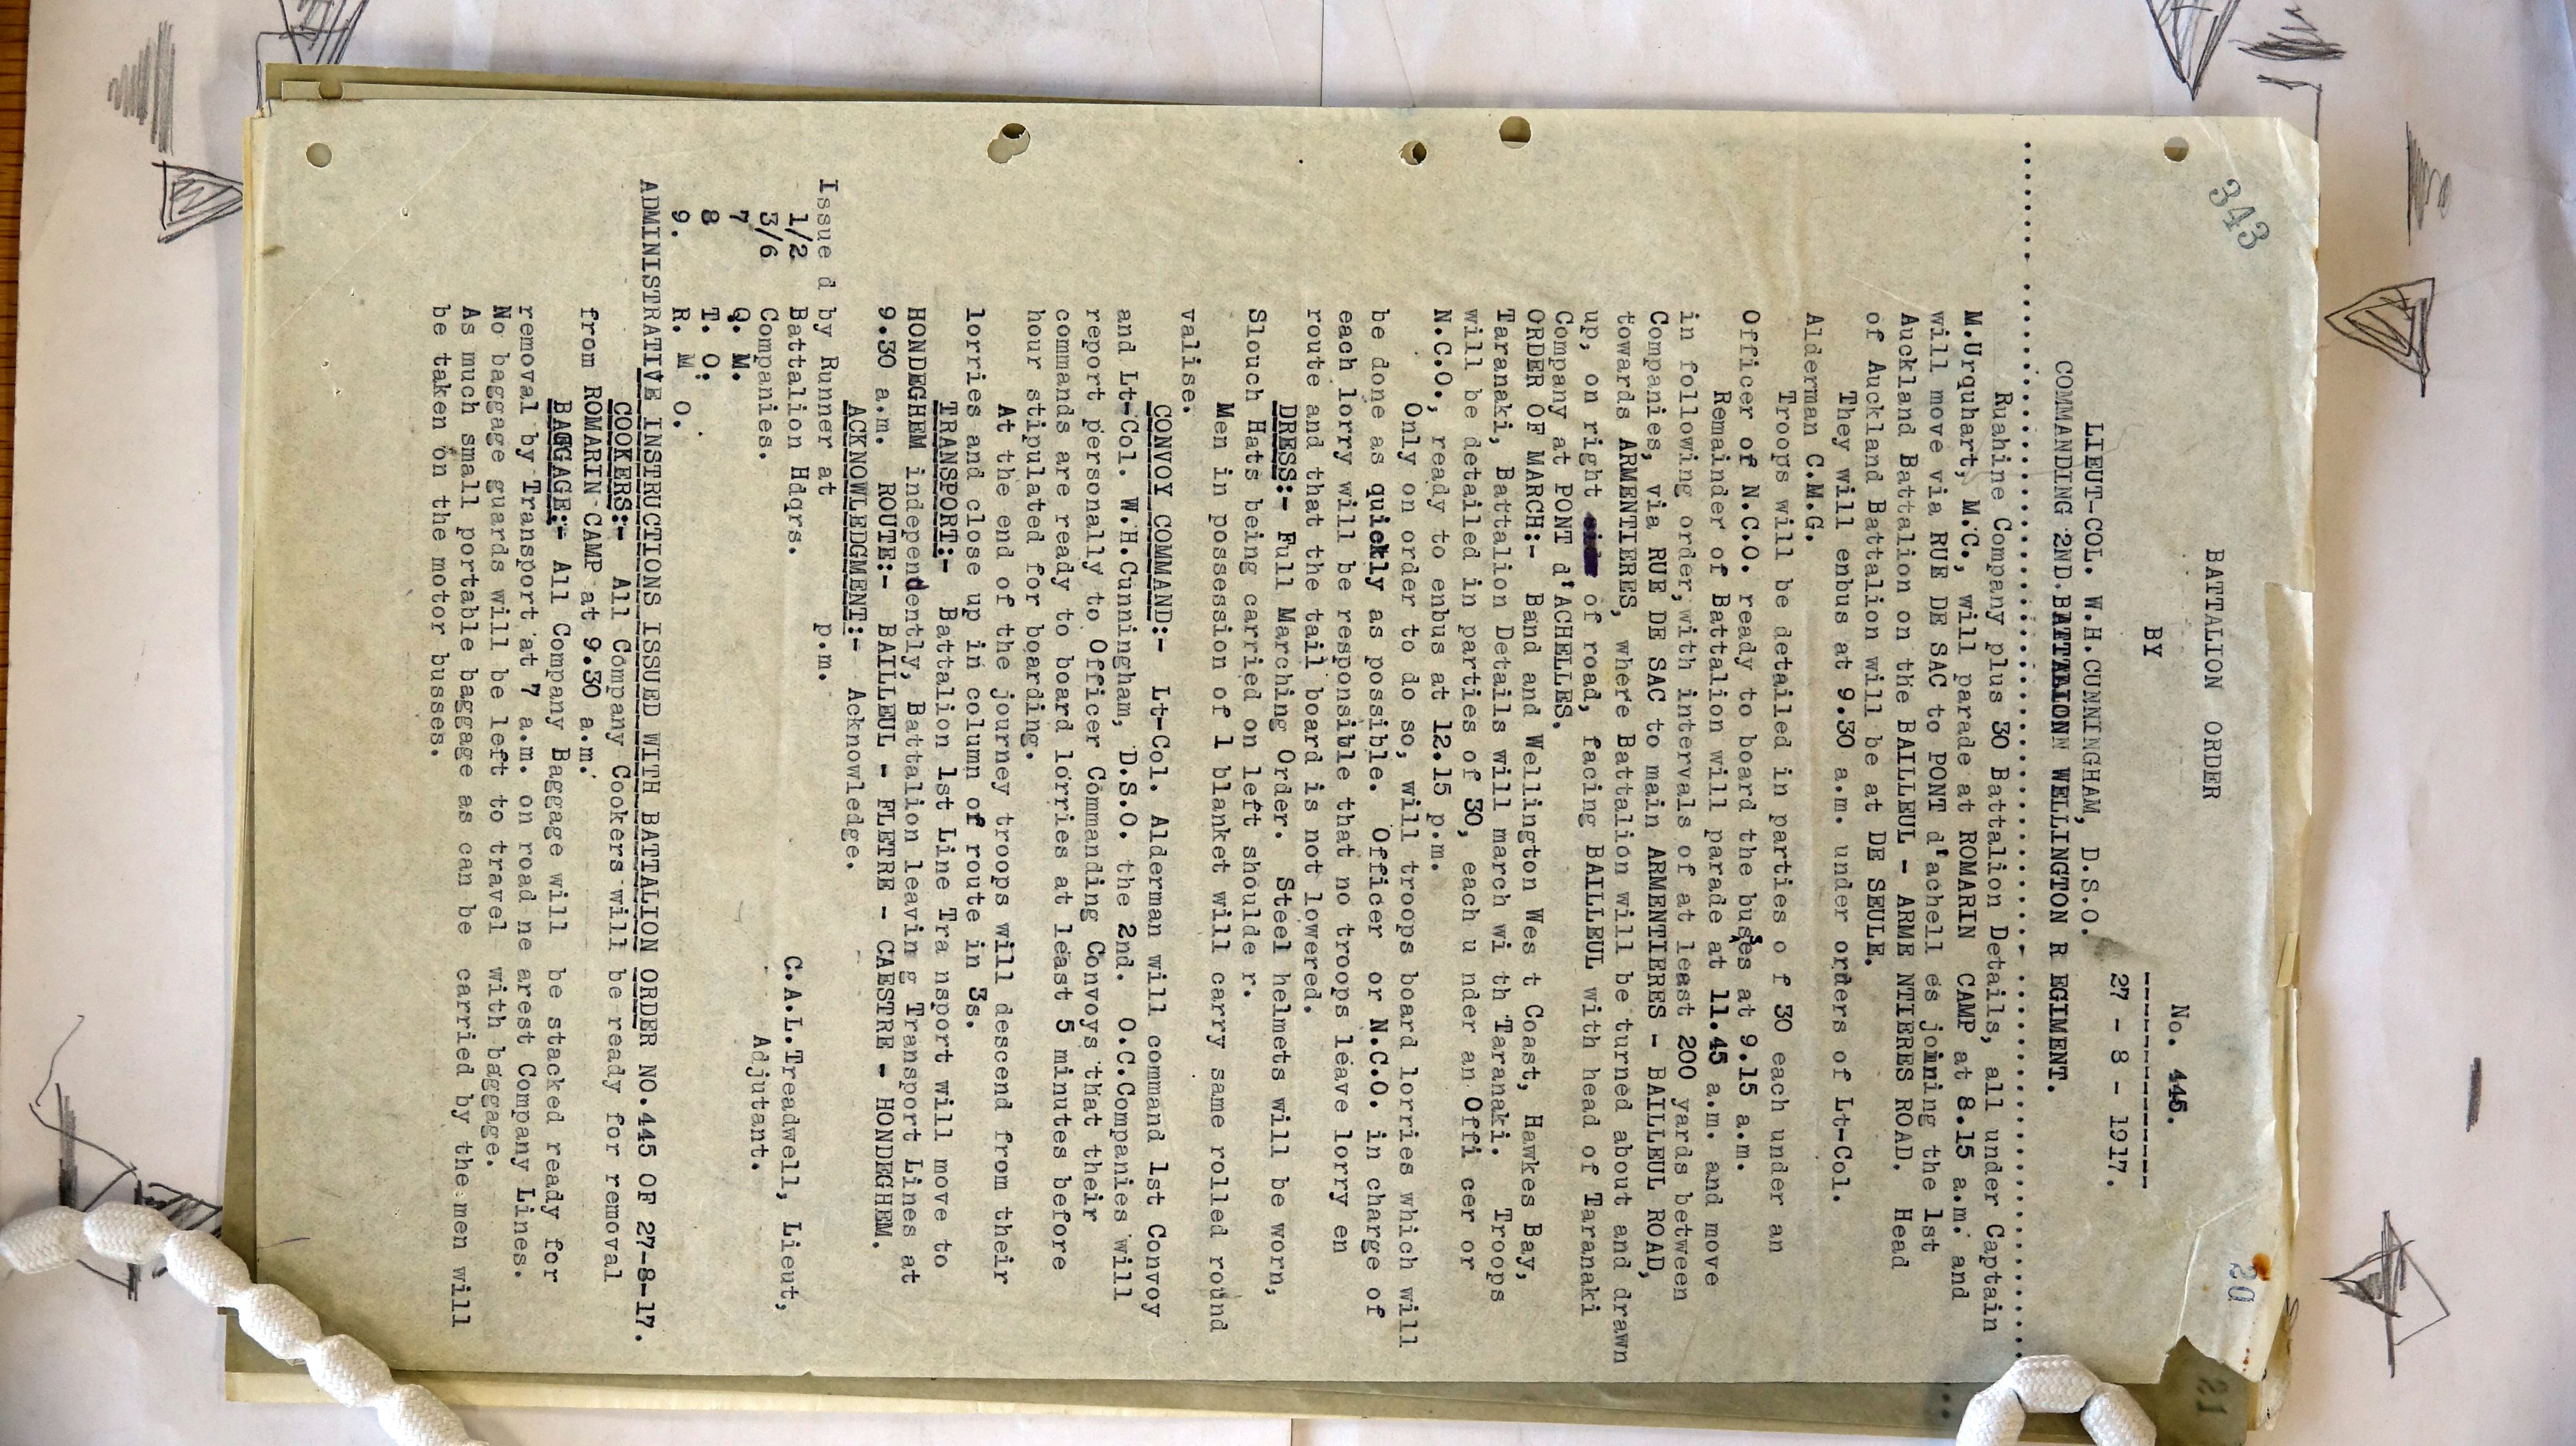 343
20
BATTALION ORDER
No. 445.
BY
27 - 8 - 1917.
LIEUT-COL. W.H.CUNNINGHAM, D.S.O.
COMMANDING 2ND.BATTALIONN WELLINGTON R EGIMENT.
Ruahine Company plus 30 Battalion Details, all under Captain
M.Urquhart, M.C., will parade at ROMARIN CAMP at 8.15 a.m. and
will move via RUE DE SAC to PONT d'achell es joining the 1st
Auckland Battalion on the BAILLEUL - ARME NTIERES ROAD. Head
of Auckland Battalion will be at DE SEULE.
They will enbus at 9.30 a.m. under orders of Lt-Col.
Alderman C.M.G.
Troops will be detailed in parties o f 30 each under an
Officer of N.C.O. ready to board the buses at 9.15 a.m.
Remainder of Battalion will parade at 11.45 a.m. and move
in following order, with intervals of at least 200 yards between
Companies, via RUE DE SAC to main ARMENTIERES - BAILLEUL ROAD,
towards ARMENTIERES, where Battalion will be turned about and drawn
up, on right of road, facing BAILLEUL with head of Taranaki
Company at PONT d'ACHELLES.
ORDER OF MARCH:- Band and Wellington Wes t Coast, Hawkes Bay,
Taranaki, Battalion Details will march wi th Taranaki. Troops
will be detailed in parties of 30, each u nder an Offi cer or
N.C.O., ready to enbus at 12.15 p.m.
Only on order to do so, will troops board lorries which will
be done as quickly as possible. Officer or N.C.O. in charge of
each lorry will be responsible that no troops leave lorry en
route and that the tail board is not lowered.
DRESS:- Full Marching Order. Steel helmets will be worn,
Slouch Hats being carried on left shoulde r.
Men in possession of 1 blanket will carry same rolled round
valise.
CONVOY COMMAND:- Lt-Col. Alderman will command 1st Convoy
and Lt-Col. W.H.Cunningham, D.S.O. the 2nd. O.C.Companies will
report personally to Officer Commanding Convoys that their
commands are ready to board lorries at least 5 minutes before
hour stipulated for boarding.
At the end of the journey troops will descend from their
lorries and close up in column of route in 3s.
TRANSPORT:- Battalion 1st Line Tra nsport will move to
HONDEGHEM independently, Battalion leavin g Transport Lines at
9.30 a.m. ROUTE:- BAILLEUL - FLETRE - CAESTRE - HONDEGHEM.
ACKNOWLEDGMENT:- Acknowledge.
Issue d by Runner at p.m.
1/2 Battalion Hdqrs.
3/6 Companies.
7 Q. M.
8 T. O.
9. R. M O.
C.A.L.Treadwell, Lieut,
Adjutant.
ADMINISTRATIVE INSTRUCTIONS ISSUED WITH BATTALION ORDER NO.445 OF 27-8-17.
COOKERS:- All Company Cookers will be ready for removal
from ROMARIN CAMP at 9.30 a.m.
BAGGAGE:- All Company Baggage will be stacked ready for
removal by Transport at 7 a.m. on road ne arest Company Lines.
No baggage guards will be left to travel with baggage.
As much small portable baggage as can be carried by the men will
be taken on the motor busses.
21